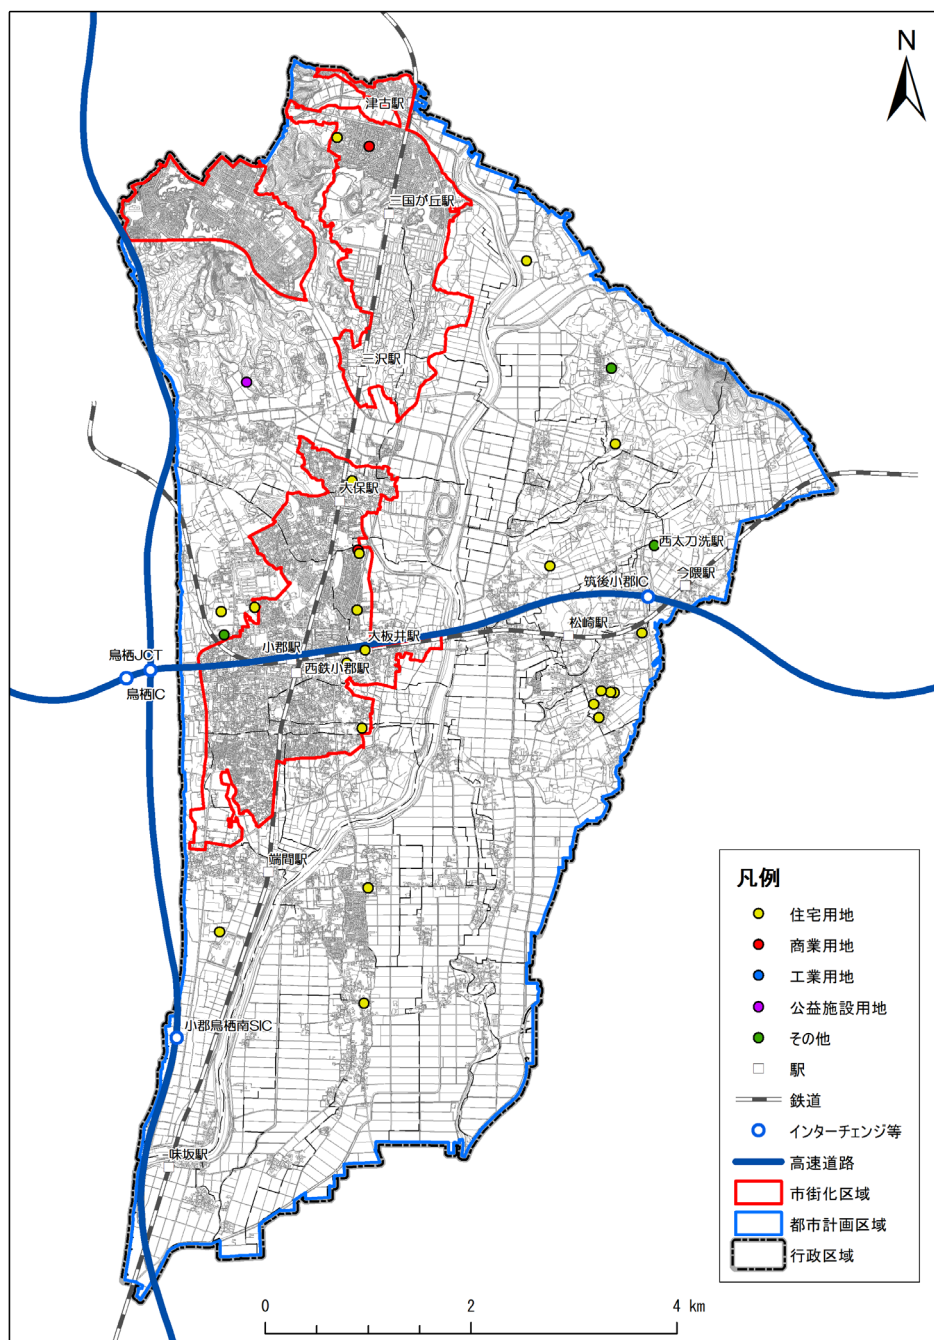 N
津古駅
三国が丘駅
三沢駅
大保駅
西太刀洗駅
今隈駅
筑後小郡IC
松崎駅
大板井駅
小郡駅
西鉄小郡駅
鳥栖JCT
鳥栖IC
端間駅
小郡鳥栖南SIC
味坂駅
凡例
住宅用地
商業用地
工業用地
公益施設用地
その他
駅
鉄道
インターチェンジ等
高速道路
市街化区域
都市計画区域
行政区域
0 2 4 km